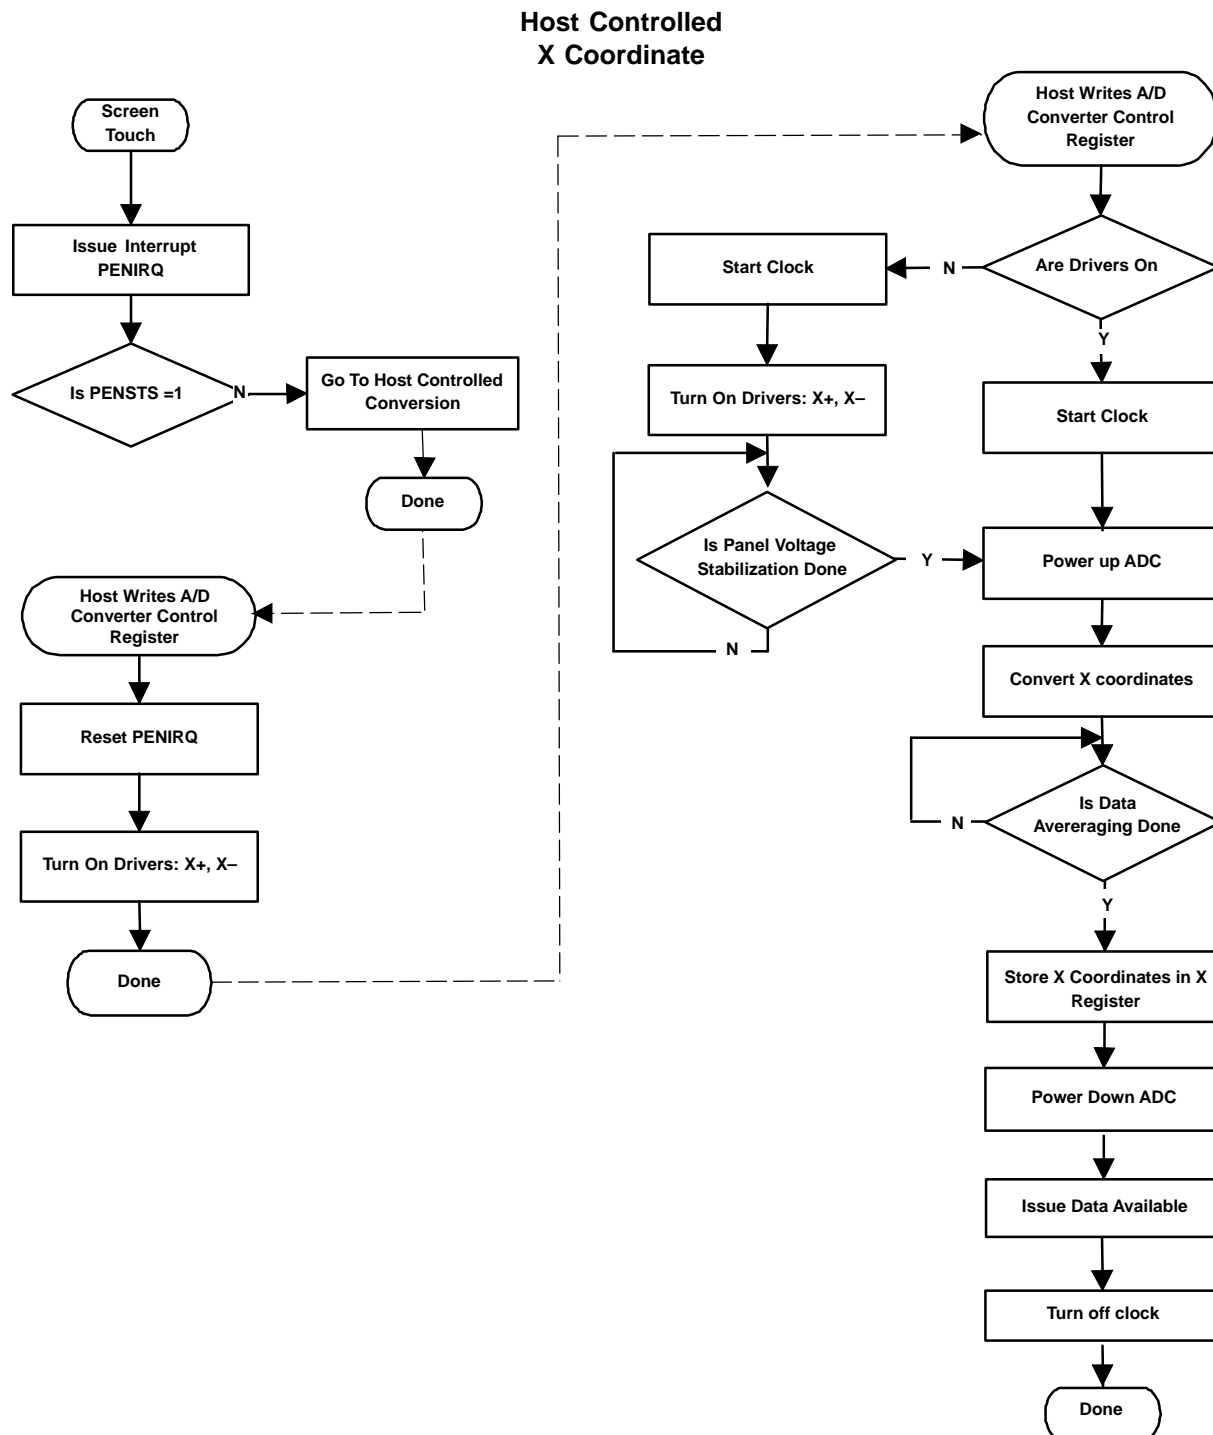 Host Controlled
X Coordinate
Screen
Touch
Issue Interrupt
PENIRQ
Is PENSTS =1
N
Go To Host Controlled
Conversion
Done
Host Writes A/D
Converter Control
Register
Reset PENIRQ
Turn On Drivers: X+, X–
Done
Host Writes A/D
Converter Control
Register
Are Drivers On
N
Y
Start Clock
Turn On Drivers: X+, X–
Is Panel Voltage
Stabilization Done
N
Y
Start Clock
Power up ADC
Convert X coordinates
Is Data
Avereraging Done
N
Y
Store X Coordinates in X
Register
Power Down ADC
Issue Data Available
Turn off clock
Done